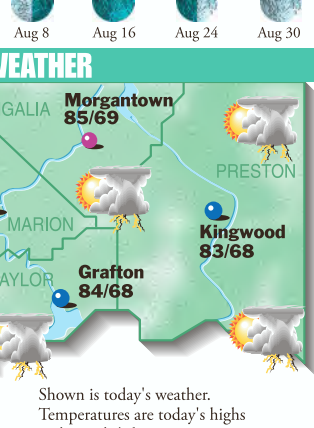 Aug 8 Aug 16 Aug 24 Aug 30
WEATHER
GALIA
Morgantown
85/69
PRESTON
MARION
Kingwood
83/68
AYLOR
Grafton
84/68
Shown is today's weather.
Temperatures are today's highs